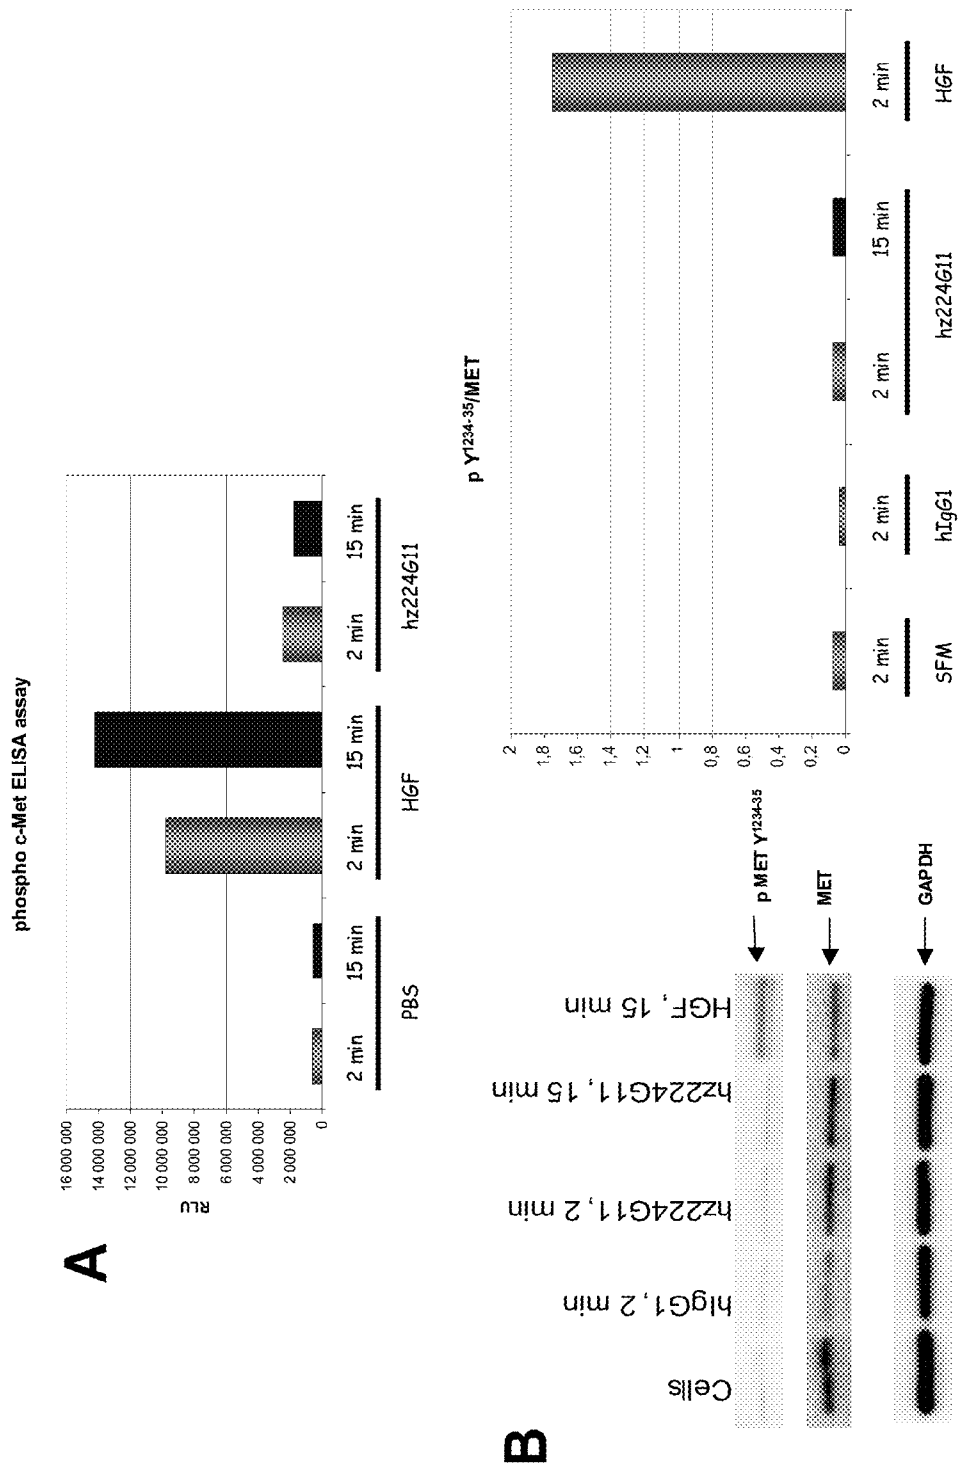 A
phospho c-Met ELISA assay
RLU
16 000 000
14 000 000
12 000 000
10 000 000
8 000 000
6 000 000
4 000 000
2 000 000
0
2 min 15 min 2 min 15 min 2 min 15 min
PBS HGF hz224G11
B
Cells
hIgG1, 2 min
hz224G11, 2 min
hz224G11, 15 min
HGF, 15 min
p MET Y1234-35
MET
GAPDH
p Y1234-35/MET
2
1,8
1,6
1,4
1,2
1
0,8
0,6
0,4
0,2
0
2 min 2 min 2 min 15 min 2 min
SFM hIgG1 hz224G11 HGF